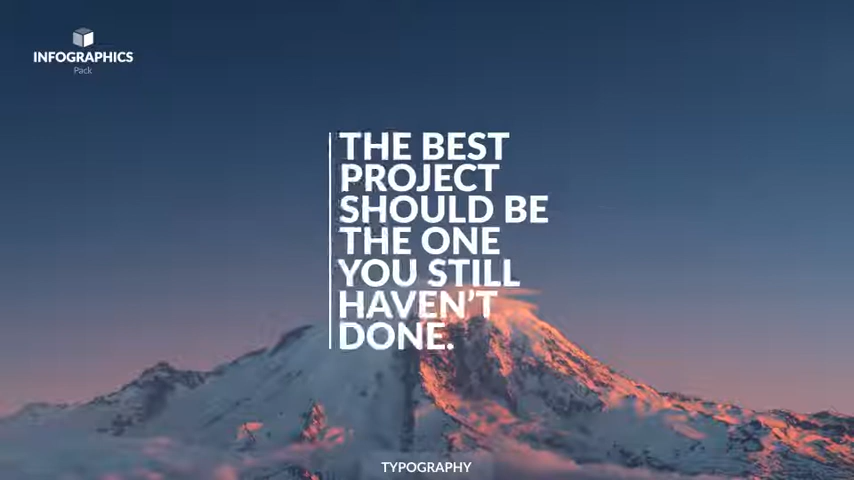 INFOGRAPHICS
Pack
THE BEST
PROJECT
SHOULD BE
THE ONE
YOU STILL
HAVEN'T
DONE.
TYPOGRAPHY